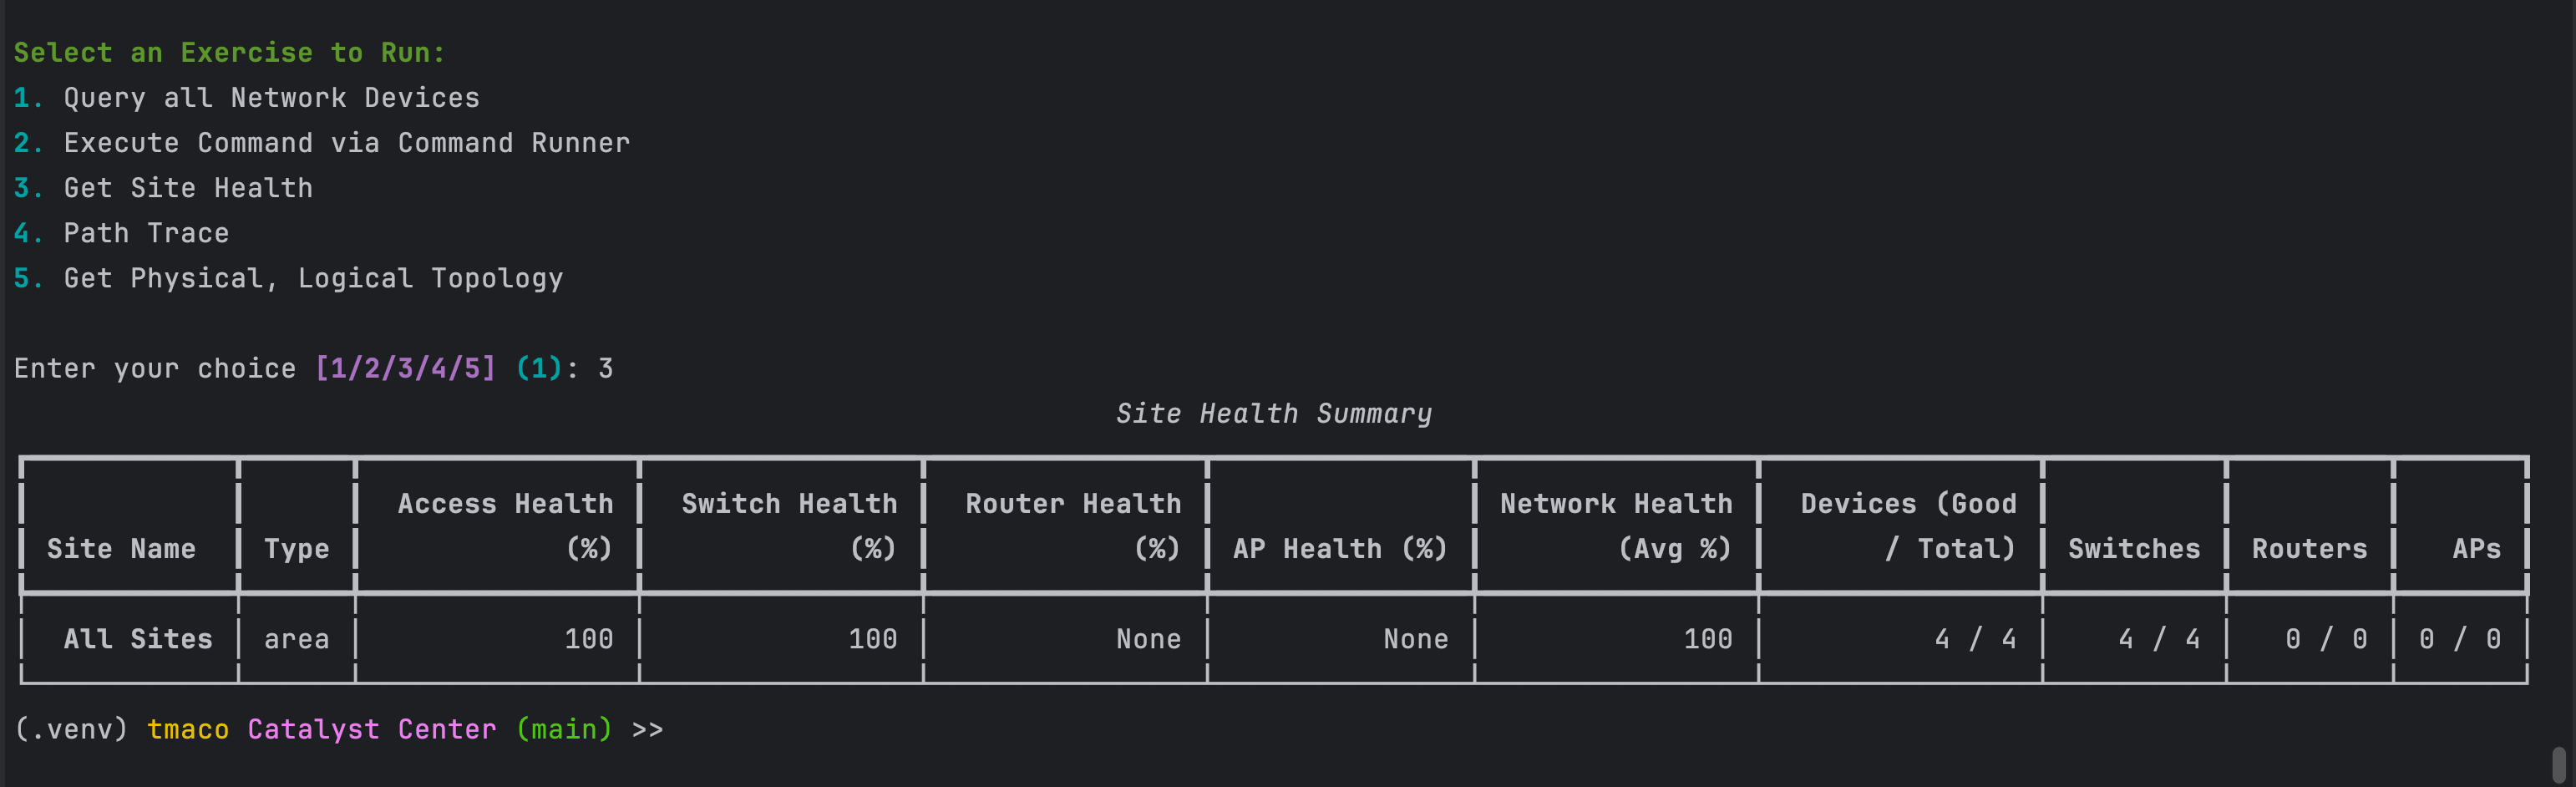 Select an Exercise to Run:
1. Query all Network Devices
2. Execute Command via Command Runner
3. Get Site Health
4. Path Trace
5. Get Physical, Logical Topology
Enter your choice [1/2/3/4/5] (1): 3
Site Health Summary
Access Health Switch Health Router Health Network Health Devices (Good
Site Name Type (%) (%) (%) AP Health (%) (Avg %) / Total) Switches Routers APs
All Sites area 100 100 None None 100 4 / 4 4 / 4 0 / 0 0 / 0
(.venv) tmaco Catalyst Center (main) >>